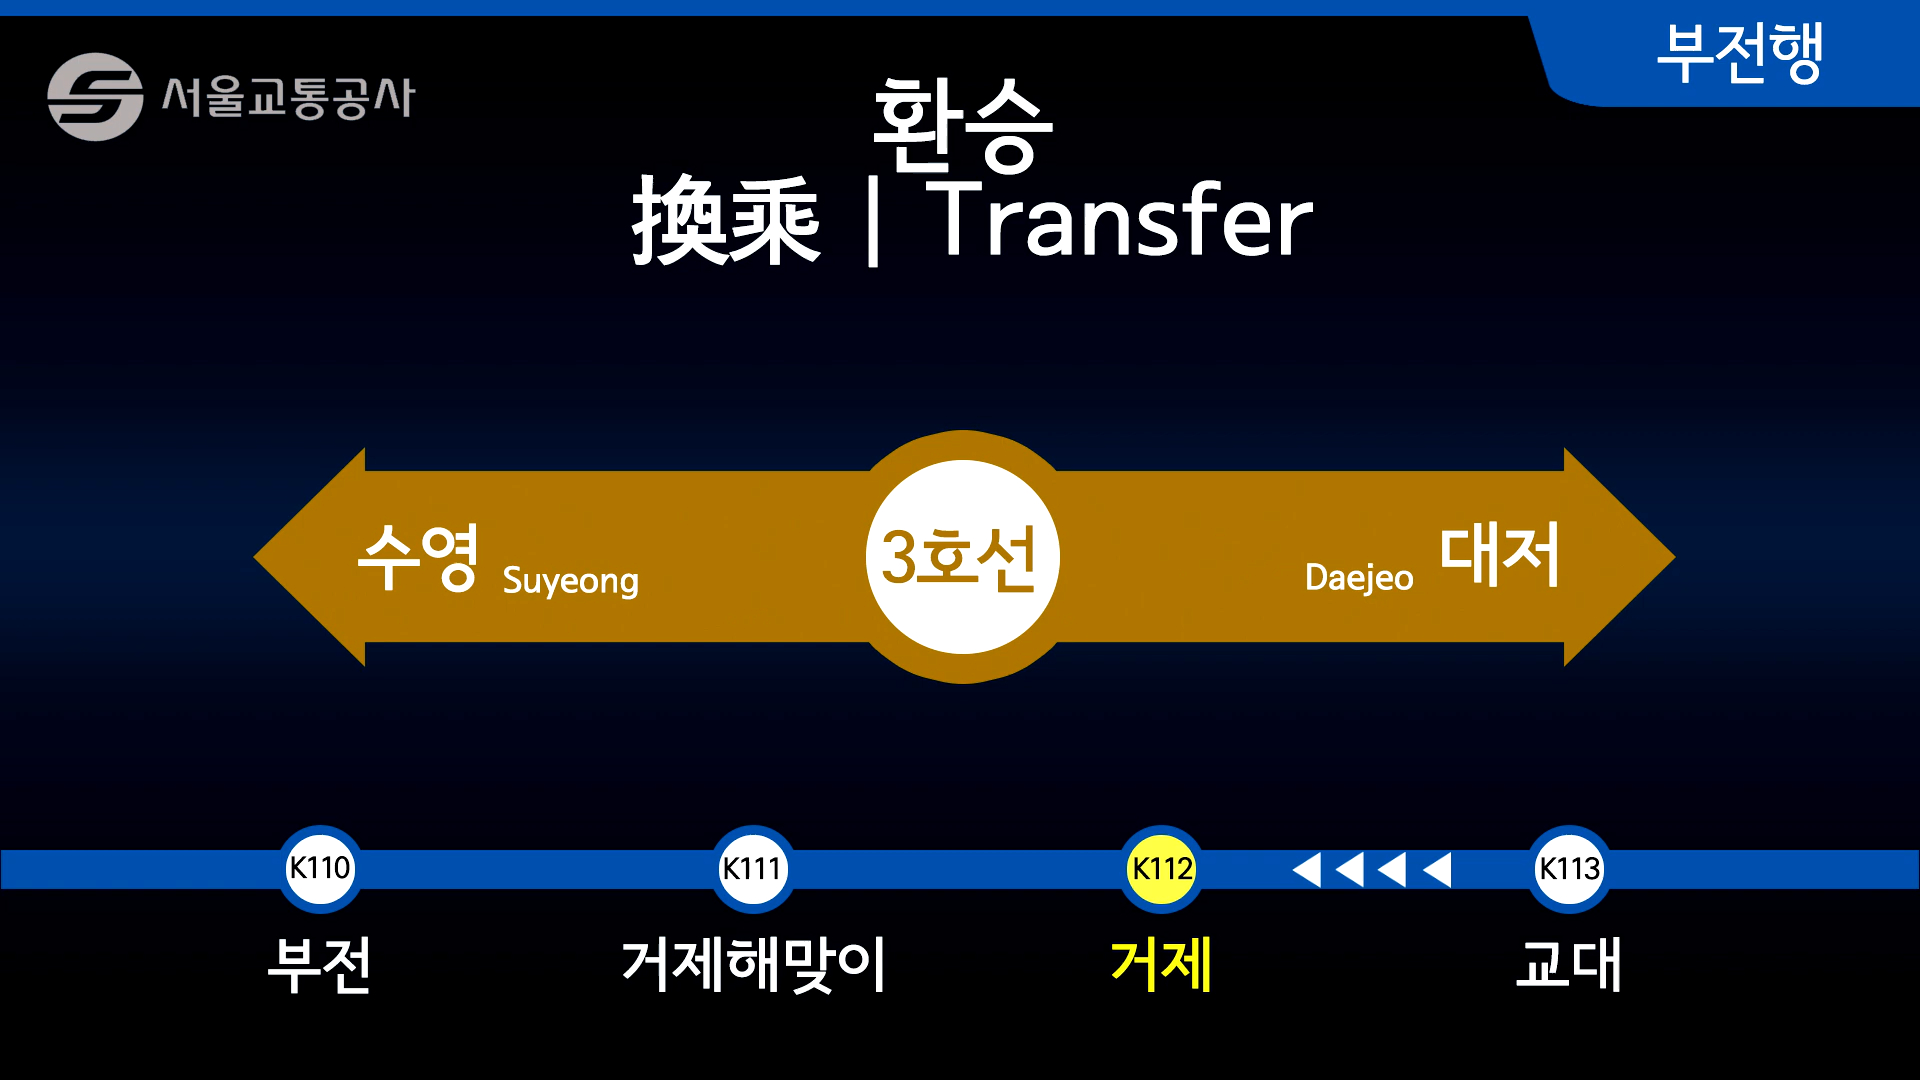 서울교통공사
부전행
환승
換乘 | Transfer
수영 Suyeong
3호선
Daejeo 대저
K110 K111 K112 K113
부전 거제해맞이 거제 교대